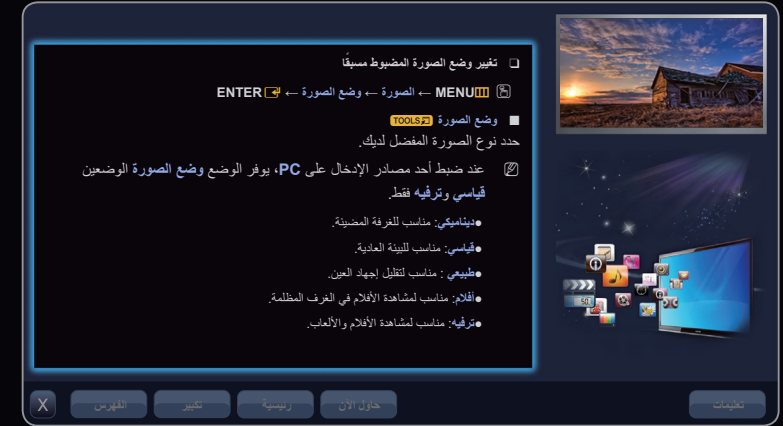 ❑ تغيير وضع الصورة المضبوط مسبقًا
MENU ← الصورة ← وضع الصورة ← ENTER
■ وضع الصورة TOOLS
حدد نوع الصورة المفضل لديك.
عند ضبط أحد مصادر الإدخال على PC، يوفر الوضع وضع الصورة الوضعين
قياسي وترفيه فقط.
●ديناميكي: مناسب للغرفة المضيئة.
●قياسي: مناسب للبيئة العادية.
●طبيعي : مناسب لتقليل إجهاد العين.
●أفلام: مناسب لمشاهدة الأفلام في الغرف المظلمة.
●ترفيه: مناسب لمشاهدة الأفلام والألعاب.
تعليمات
حاول الآن
رئيسية
تكبير
الفهرس
X